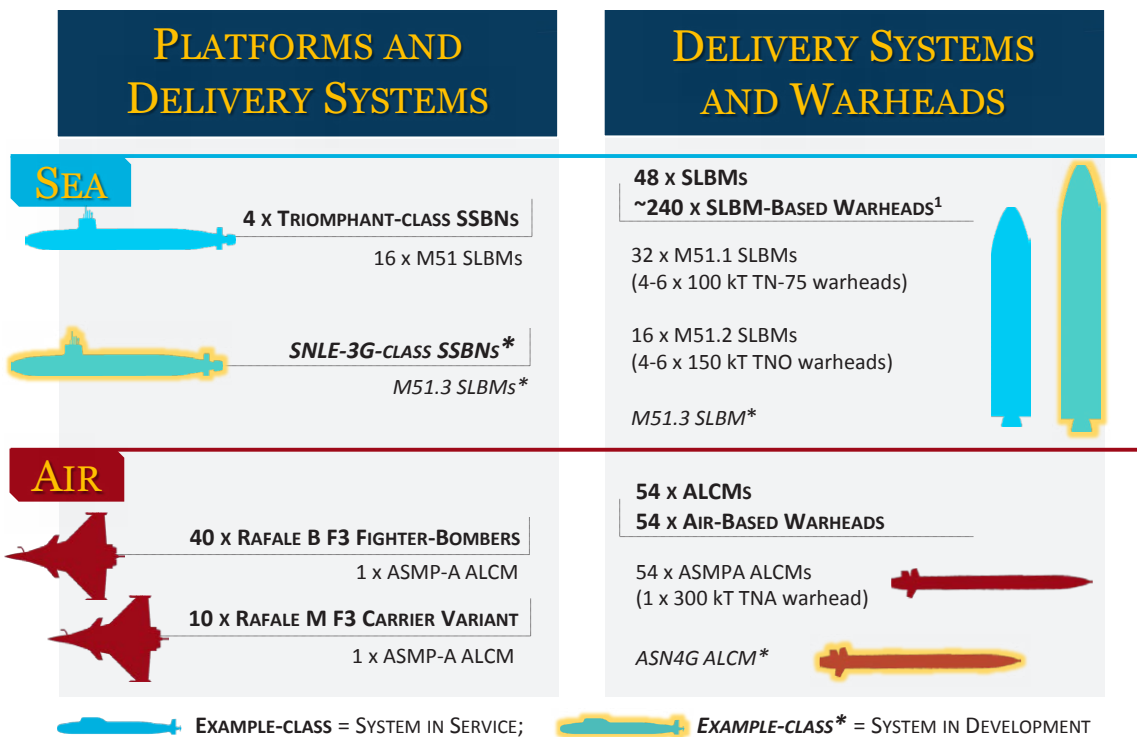 PLATFORMS AND
DELIVERY SYSTEMS
DELIVERY SYSTEMS
AND WARHEADS
SEA
4 X TRIOMPHANT-CLASS SSBNS
16 x M51 SLBMs
SNLE-3G-CLASS SSBNS*
M51.3 SLBMs*
48 X SLBMS
~240 X SLBM-BASED WARHEADS1
32 x M51.1 SLBMs
(4-6 x 100 kT TN-75 warheads)
16 x M51.2 SLBMs
(4-6 x 150 kT TNO warheads)
M51.3 SLBM*
AIR
40 X RAFALE B F3 FIGHTER-BOMBERS
1 x ASMP-A ALCM
10 X RAFALE M F3 CARRIER VARIANT
1 x ASMP-A ALCM
54 X ALCMS
54 X AIR-BASED WARHEADS
54 x ASMPA ALCMs
(1 x 300 kT TNA warhead)
ASN4G ALCM*
EXAMPLE-CLASS = SYSTEM IN SERVICE;
EXAMPLE-CLASS* = SYSTEM IN DEVELOPMENT